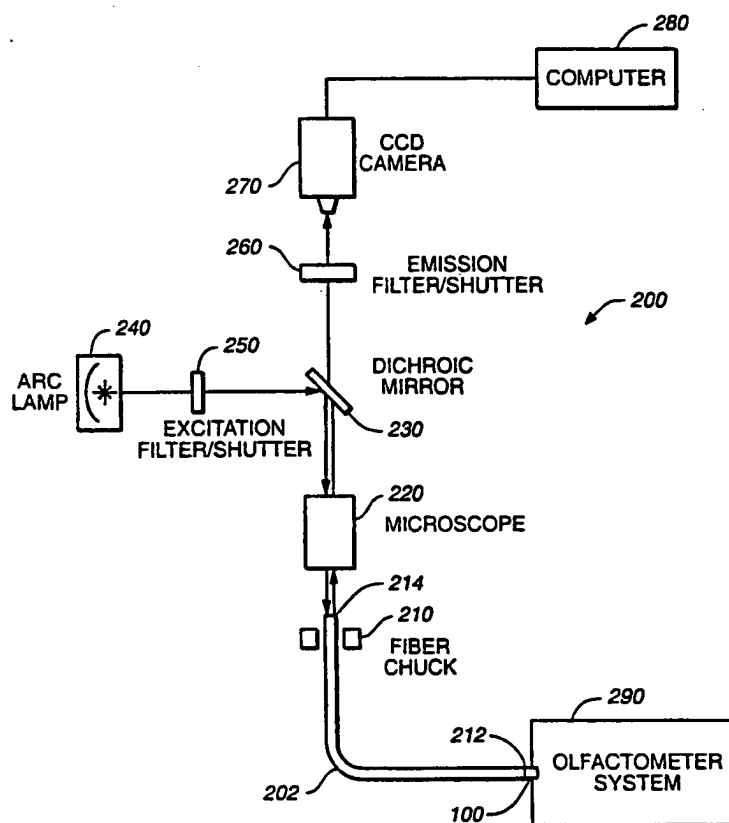 280
COMPUTER
CCD
CAMERA
270
260
EMISSION
FILTER/SHUTTER
200
240
250
ARC
LAMP
DICHROIC
MIRROR
230
EXCITATION
FILTER/SHUTTER
220
MICROSCOPE
214
210
FIBER
CHUCK
290
212
OLFACTOMETER
SYSTEM
202
100